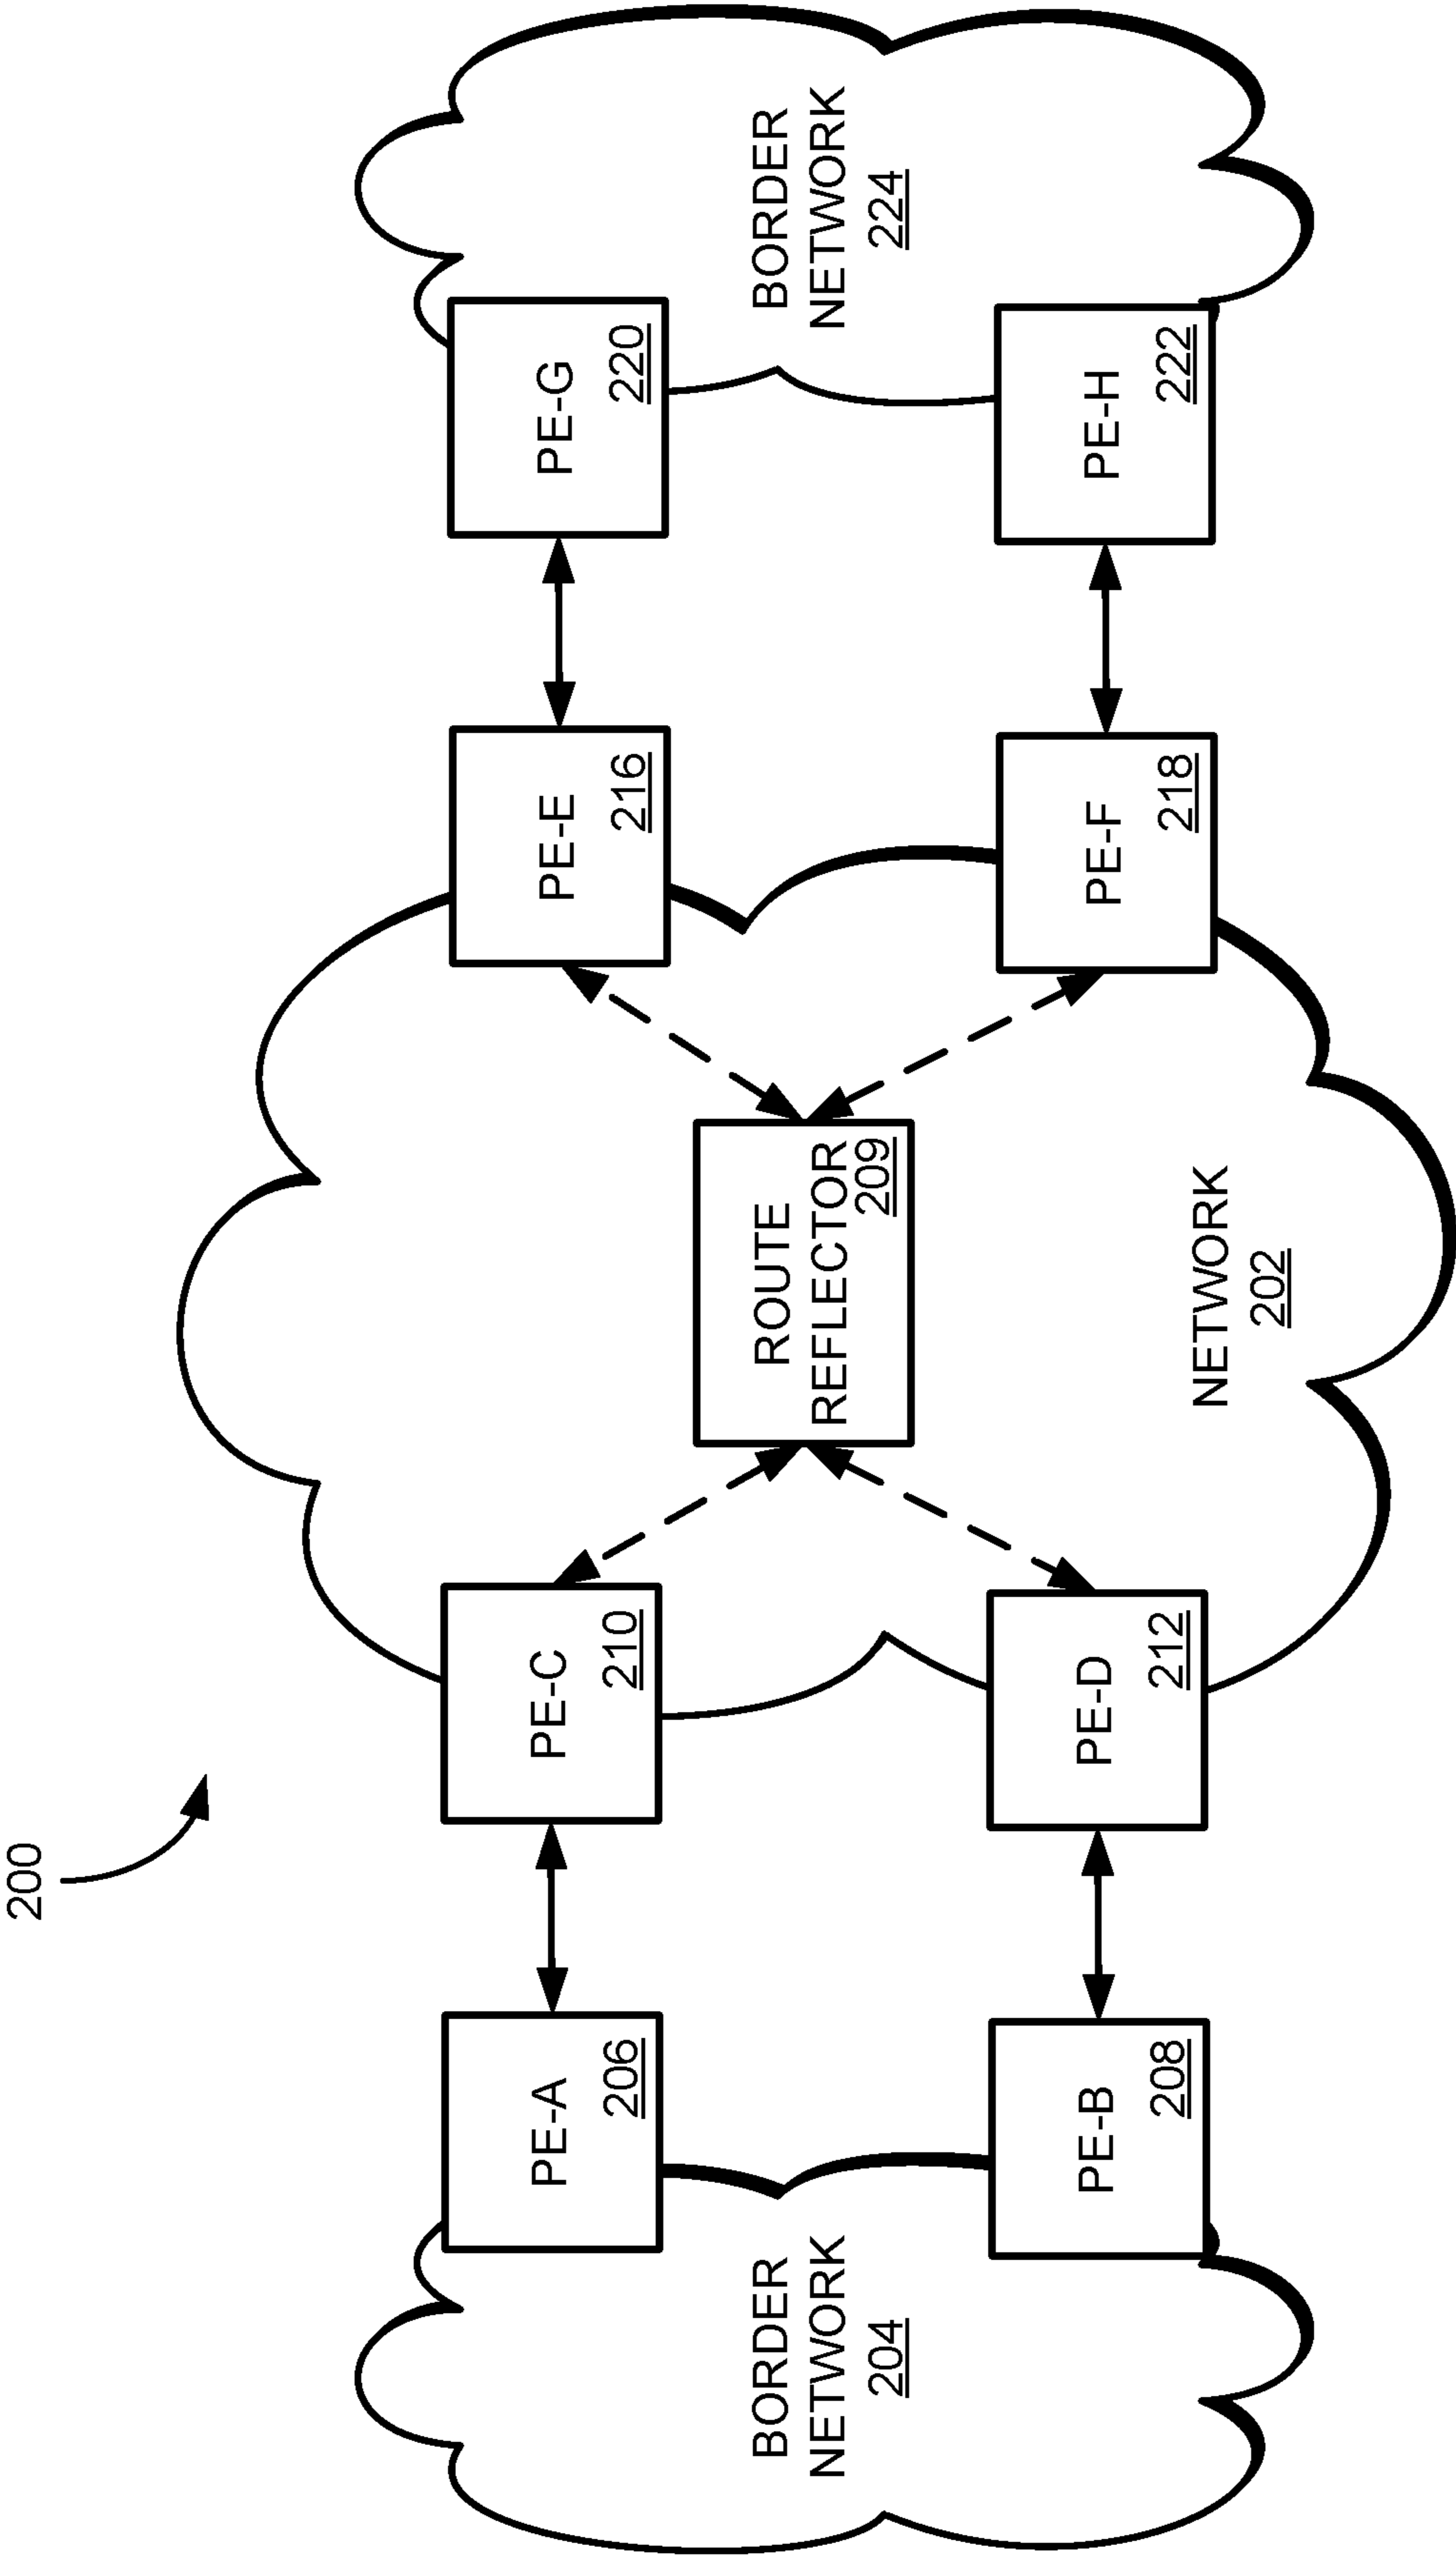 200
PE-A
206
PE-C
210
PE-E
216
PE-G
220
BORDER
NETWORK
204
ROUTE
REFLECTOR
209
BORDER
NETWORK
224
PE-B
208
PE-D
212
PE-F
218
PE-H
222
NETWORK
202